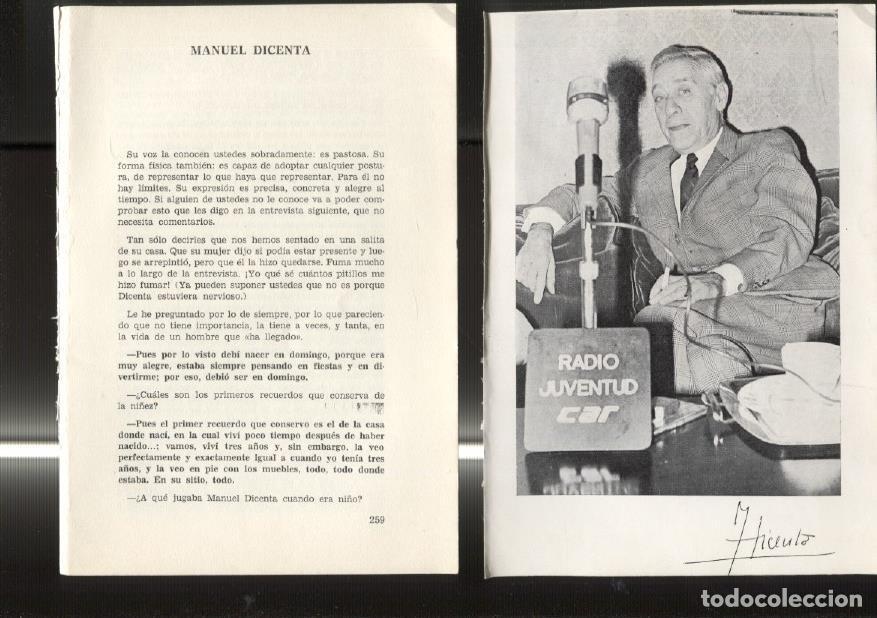 MANUEL DICENTA
Su voz la conocen ustedes sobradamente: es pastosa. Su
forma física también: es capaz de adoptar cualquier postu-
ra, de representar lo que haya que representar. Para él no
hay límites. Su expresión es precisa, concreta y alegre al
tiempo. Si alguien de ustedes no le conoce va a poder com-
probar esto que les digo en la entrevista siguiente, que no
necesita comentarios.
Tan sólo decirles que nos hemos sentado en una salita
de su casa. Que su mujer dijo si podía estar presente y lue-
go se arrepintió, pero que él la hizo quedarse. Fuma mucho
a lo largo de la entrevista. ¡Yo qué sé cuántos pitillos me
hizo fumar! (Ya pueden suponer ustedes que no es porque
Dicenta estuviera nervioso.)
Le he preguntado por lo de siempre, por lo que parecien-
do que no tiene importancia, la tiene a veces, y tanta, en
la vida de un hombre que «ha llegado».
—Pues por lo visto debí nacer en domingo, porque era
muy alegre, estaba siempre pensando en fiestas y en di-
vertirme; por eso, debió ser en domingo.
—¿Cuáles son los primeros recuerdos que conserva de
la niñez?
—Pues el primer recuerdo que conservo es el de la casa
donde nací, en la cual viví poco tiempo después de haber
nacido...; vamos, viví tres años y, sin embargo, la veo
perfectamente y exactamente igual a cuando yo tenía tres
años, y la veo en pie con los muebles, todo, todo donde
estaba. En su sitio, todo.
—¿A qué jugaba Manuel Dicenta cuando era niño?
259
RADIO
JUVENTUD
car
M Dicenta
todocoleccion